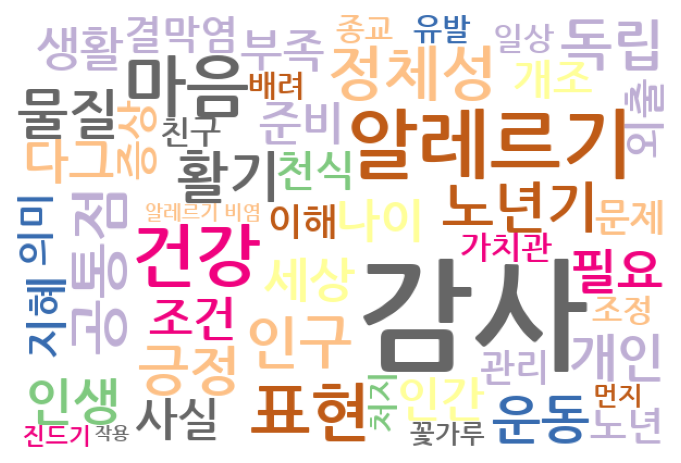 생활
결막염
부족
종교
유발
일상
독립
마음
배려
정체성
개조
외출
물질
증상
친구
준비
알레르기
다그
활기
천식
공통점
알레르기 비염
이해
나이
노년기
문제
의미
건강
가치관
필요
세상
감사
지혜
조건
인구
조정
긍정
관리
개인
인생
사실
표현
처지
인간
운동
먼지
노년
진드기
작용
꽃가루